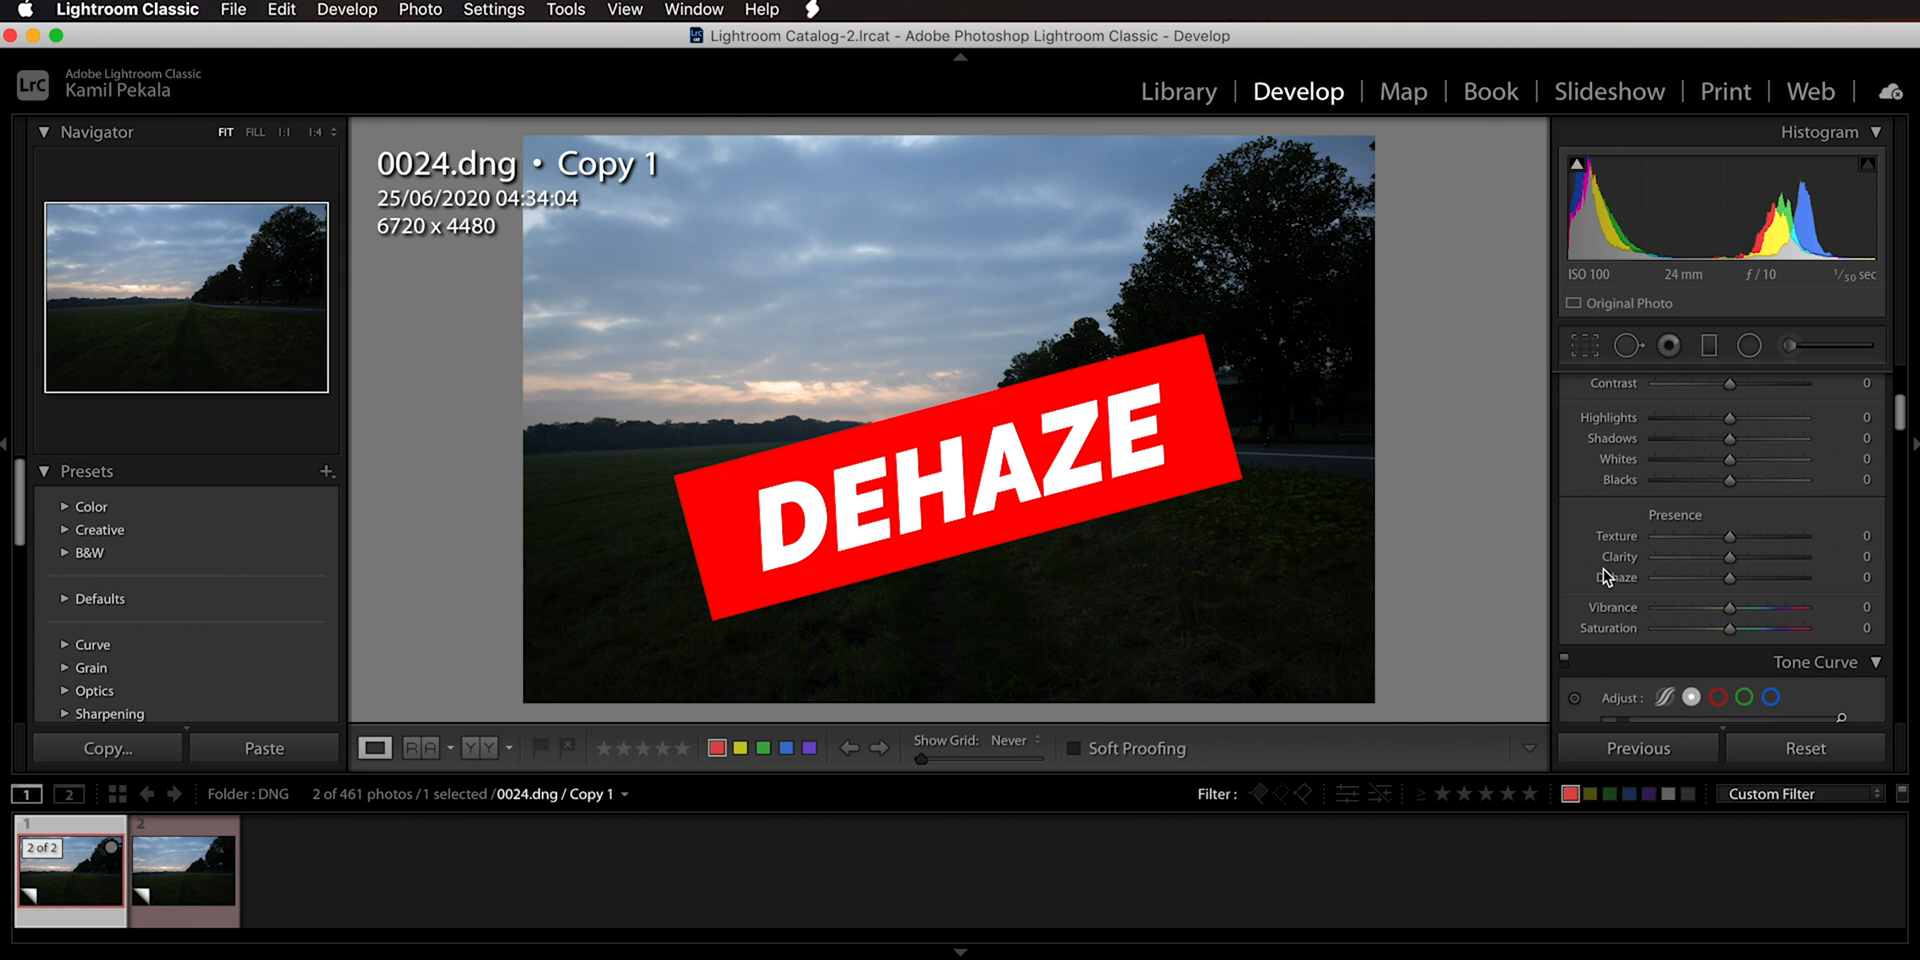 Lightroom Classic File Edit Develop Photo Settings Tools View Window Help
Lightroom Catalog-2.lrcat - Adobe Photoshop Lightroom Classic - Develop
LrC
Adobe Lightroom Classic
Kamil Pekala
Library | Develop | Map | Book | Slideshow | Print | Web |
Navigator FIT FILL 1:1 1:4
Presets +
Color
Creative
B&W
Defaults
Curve
Grain
Optics
Sharpening
Copy... Paste
0024.dng • Copy 1
25/06/2020 04:34:04
6720 x 4480
DEHAZE
Histogram
ISO 100 24 mm ƒ / 10 1/50 sec
Original Photo
Contrast 0
Highlights 0
Shadows 0
Whites 0
Blacks 0
Presence
Texture 0
Clarity 0
Dehaze 0
Vibrance 0
Saturation 0
Tone Curve
Adjust :
Previous Reset
R A Y Y Show Grid: Never Soft Proofing
1 2 Folder : DNG 2 of 461 photos / 1 selected / 0024.dng / Copy 1 Filter : ≥ Custom Filter
1 2
2 of 2